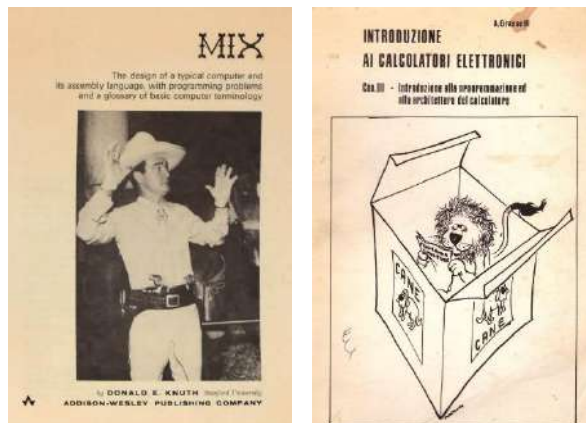 MIX
The design of a typical computer and
its assembly language, with programming problems
and a glossary of basic computer terminology
by DONALD E. KNUTH Stanford University
ADDISON-WESLEY PUBLISHING COMPANY
INTRODUZIONE
AI CALCOLATORI ELETTRONICI
Cap. III - Introduzione alla programmazione ed
alla architettura del calcolatore
CANE
CANE